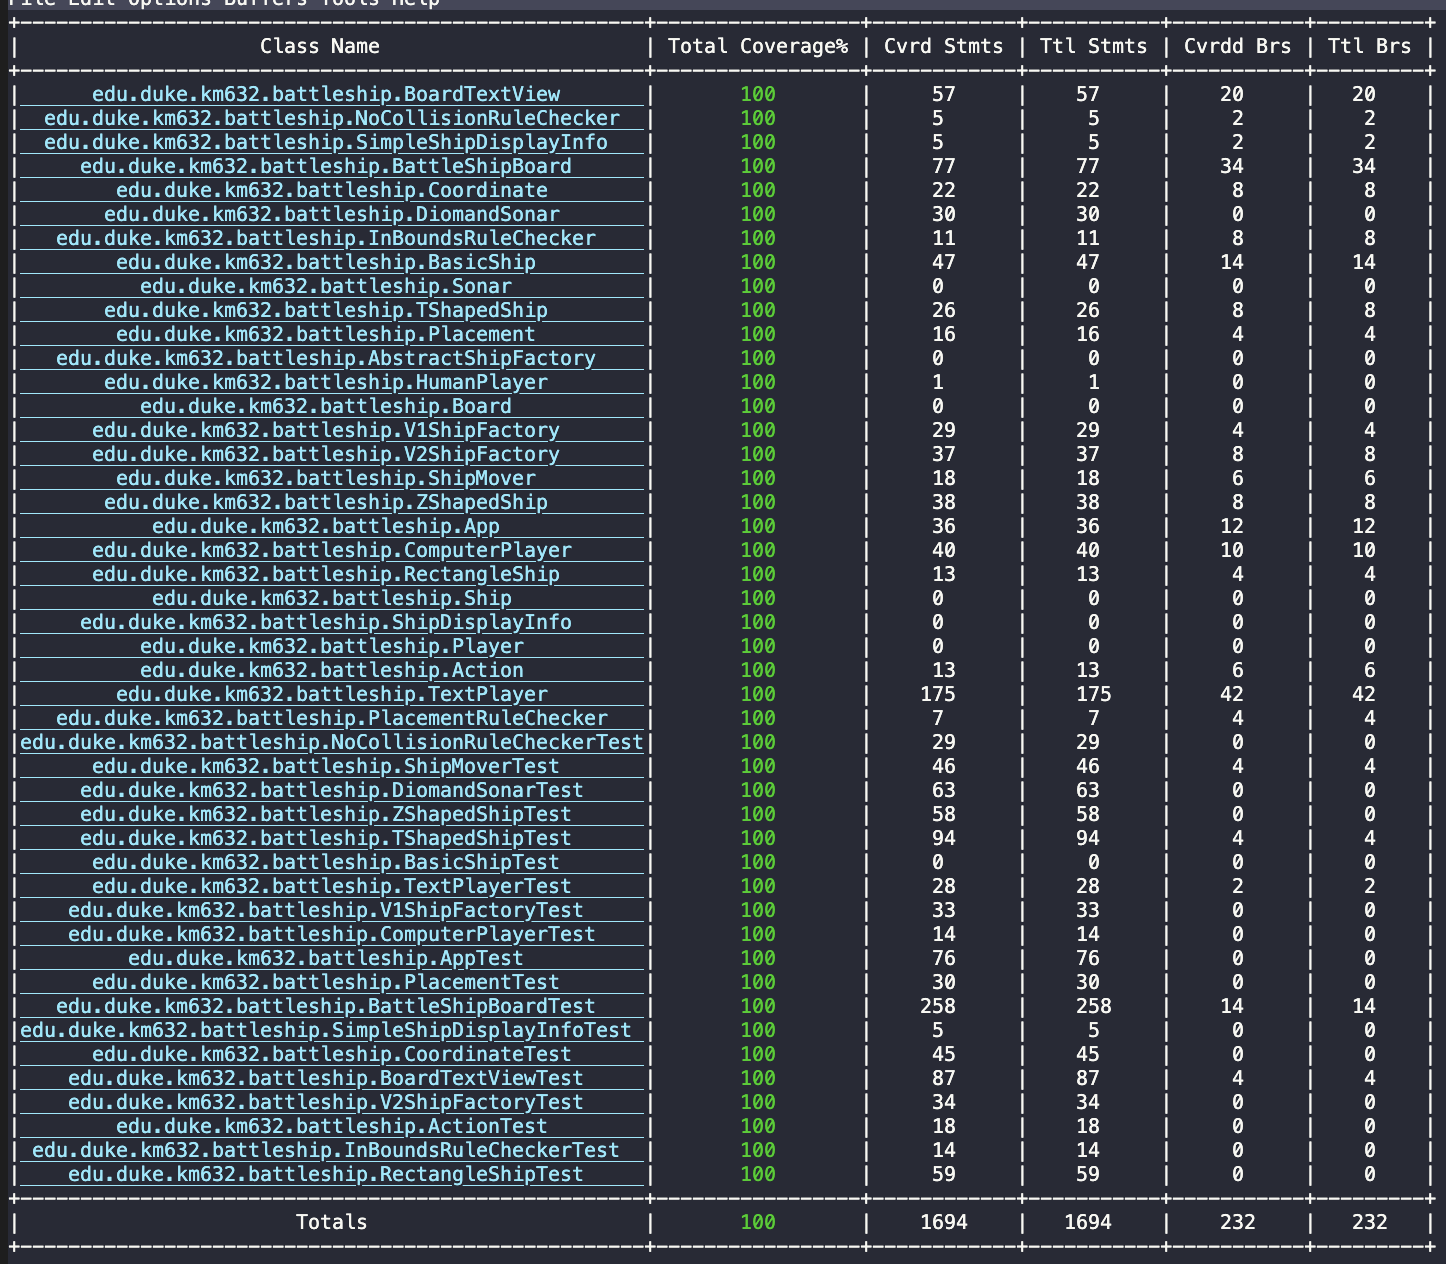 File Edit Options Buffers Tools Help
Class Name | Total Coverage% | Cvrd Stmts | Ttl Stmts | Cvrdd Brs | Ttl Brs
edu.duke.km632.battleship.BoardTextView | 100 | 57 | 57 | 20 | 20
edu.duke.km632.battleship.NoCollisionRuleChecker | 100 | 5 | 5 | 2 | 2
edu.duke.km632.battleship.SimpleShipDisplayInfo | 100 | 5 | 5 | 2 | 2
edu.duke.km632.battleship.BattleShipBoard | 100 | 77 | 77 | 34 | 34
edu.duke.km632.battleship.Coordinate | 100 | 22 | 22 | 8 | 8
edu.duke.km632.battleship.DiomandSonar | 100 | 30 | 30 | 0 | 0
edu.duke.km632.battleship.InBoundsRuleChecker | 100 | 11 | 11 | 8 | 8
edu.duke.km632.battleship.BasicShip | 100 | 47 | 47 | 14 | 14
edu.duke.km632.battleship.Sonar | 100 | 0 | 0 | 0 | 0
edu.duke.km632.battleship.TShapedShip | 100 | 26 | 26 | 8 | 8
edu.duke.km632.battleship.Placement | 100 | 16 | 16 | 4 | 4
edu.duke.km632.battleship.AbstractShipFactory | 100 | 0 | 0 | 0 | 0
edu.duke.km632.battleship.HumanPlayer | 100 | 1 | 1 | 0 | 0
edu.duke.km632.battleship.Board | 100 | 0 | 0 | 0 | 0
edu.duke.km632.battleship.V1ShipFactory | 100 | 29 | 29 | 4 | 4
edu.duke.km632.battleship.V2ShipFactory | 100 | 37 | 37 | 8 | 8
edu.duke.km632.battleship.ShipMover | 100 | 18 | 18 | 6 | 6
edu.duke.km632.battleship.ZShapedShip | 100 | 38 | 38 | 8 | 8
edu.duke.km632.battleship.App | 100 | 36 | 36 | 12 | 12
edu.duke.km632.battleship.ComputerPlayer | 100 | 40 | 40 | 10 | 10
edu.duke.km632.battleship.RectangleShip | 100 | 13 | 13 | 4 | 4
edu.duke.km632.battleship.Ship | 100 | 0 | 0 | 0 | 0
edu.duke.km632.battleship.ShipDisplayInfo | 100 | 0 | 0 | 0 | 0
edu.duke.km632.battleship.Player | 100 | 0 | 0 | 0 | 0
edu.duke.km632.battleship.Action | 100 | 13 | 13 | 6 | 6
edu.duke.km632.battleship.TextPlayer | 100 | 175 | 175 | 42 | 42
edu.duke.km632.battleship.PlacementRuleChecker | 100 | 7 | 7 | 4 | 4
edu.duke.km632.battleship.NoCollisionRuleCheckerTest | 100 | 29 | 29 | 0 | 0
edu.duke.km632.battleship.ShipMoverTest | 100 | 46 | 46 | 4 | 4
edu.duke.km632.battleship.DiomandSonarTest | 100 | 63 | 63 | 0 | 0
edu.duke.km632.battleship.ZShapedShipTest | 100 | 58 | 58 | 0 | 0
edu.duke.km632.battleship.TShapedShipTest | 100 | 94 | 94 | 4 | 4
edu.duke.km632.battleship.BasicShipTest | 100 | 0 | 0 | 0 | 0
edu.duke.km632.battleship.TextPlayerTest | 100 | 28 | 28 | 2 | 2
edu.duke.km632.battleship.V1ShipFactoryTest | 100 | 33 | 33 | 0 | 0
edu.duke.km632.battleship.ComputerPlayerTest | 100 | 14 | 14 | 0 | 0
edu.duke.km632.battleship.AppTest | 100 | 76 | 76 | 0 | 0
edu.duke.km632.battleship.PlacementTest | 100 | 30 | 30 | 0 | 0
edu.duke.km632.battleship.BattleShipBoardTest | 100 | 258 | 258 | 14 | 14
edu.duke.km632.battleship.SimpleShipDisplayInfoTest | 100 | 5 | 5 | 0 | 0
edu.duke.km632.battleship.CoordinateTest | 100 | 45 | 45 | 0 | 0
edu.duke.km632.battleship.BoardTextViewTest | 100 | 87 | 87 | 4 | 4
edu.duke.km632.battleship.V2ShipFactoryTest | 100 | 34 | 34 | 0 | 0
edu.duke.km632.battleship.ActionTest | 100 | 18 | 18 | 0 | 0
edu.duke.km632.battleship.InBoundsRuleCheckerTest | 100 | 14 | 14 | 0 | 0
edu.duke.km632.battleship.RectangleShipTest | 100 | 59 | 59 | 0 | 0
Totals | 100 | 1694 | 1694 | 232 | 232